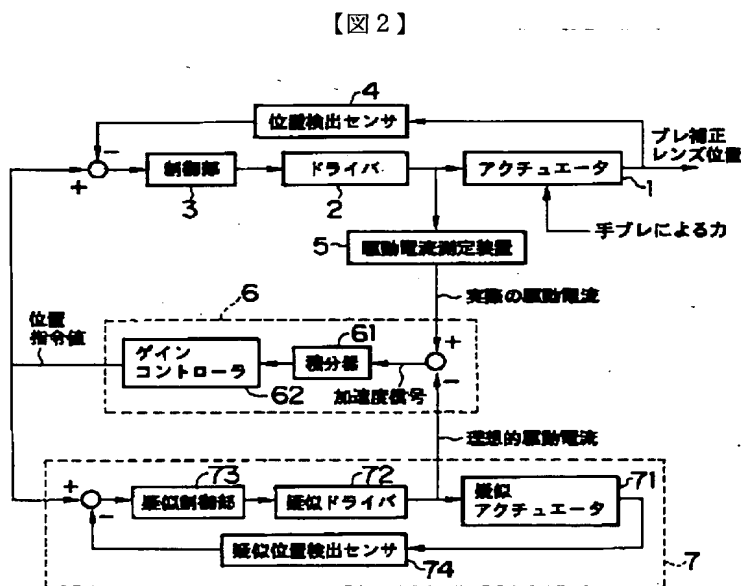 【図2】
4
位置検出センサ
ブレ補正
レンズ位置
-
+
制御部
ドライバ
アクチュエータ
3
2
1
手ブレによる力
5
駆動電流測定装置
6
実際の駆動電流
位置
指令値
61
+
ゲイン
コントローラ
積分器
-
62
加速度信号
理想的駆動電流
73
72
71
+
疑似制御部
疑似ドライバ
疑似
アクチュエータ
-
疑似位置検出センサ
74
7